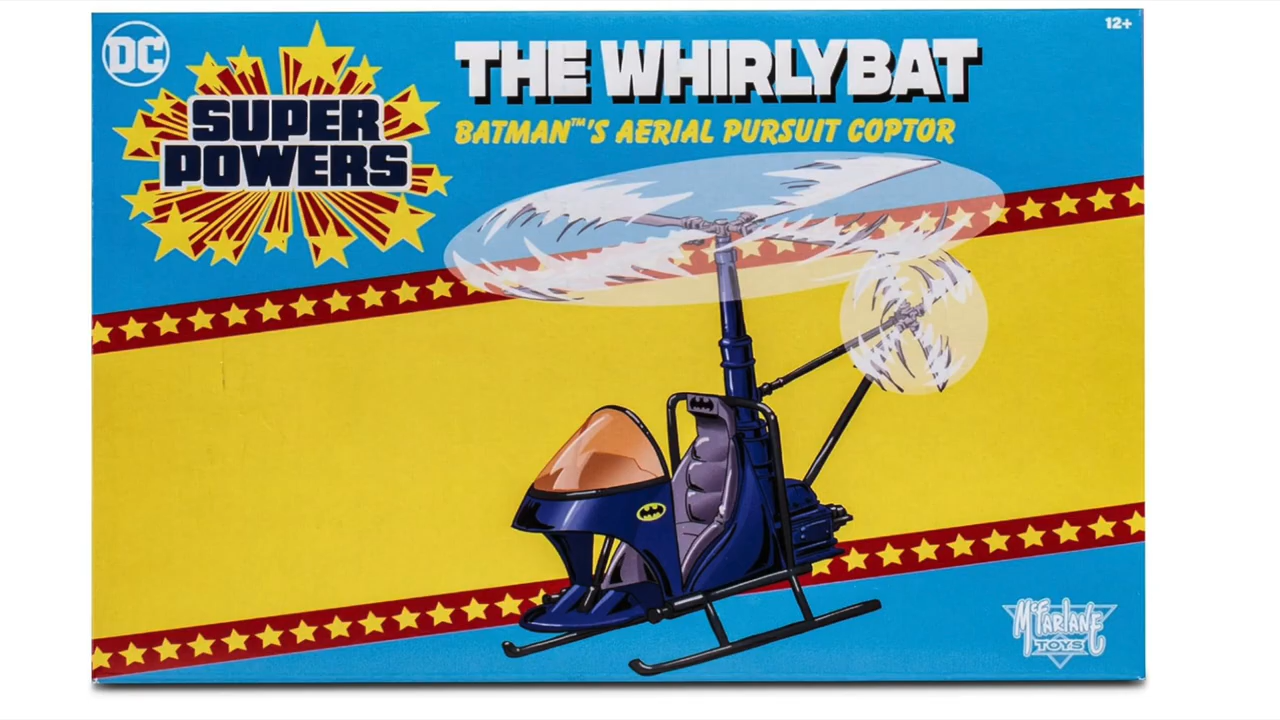 DC
SUPER
POWERS
THE WHIRLYBAT
BATMAN™'S AERIAL PURSUIT COPTOR
12+
McFARLANE
TOYS